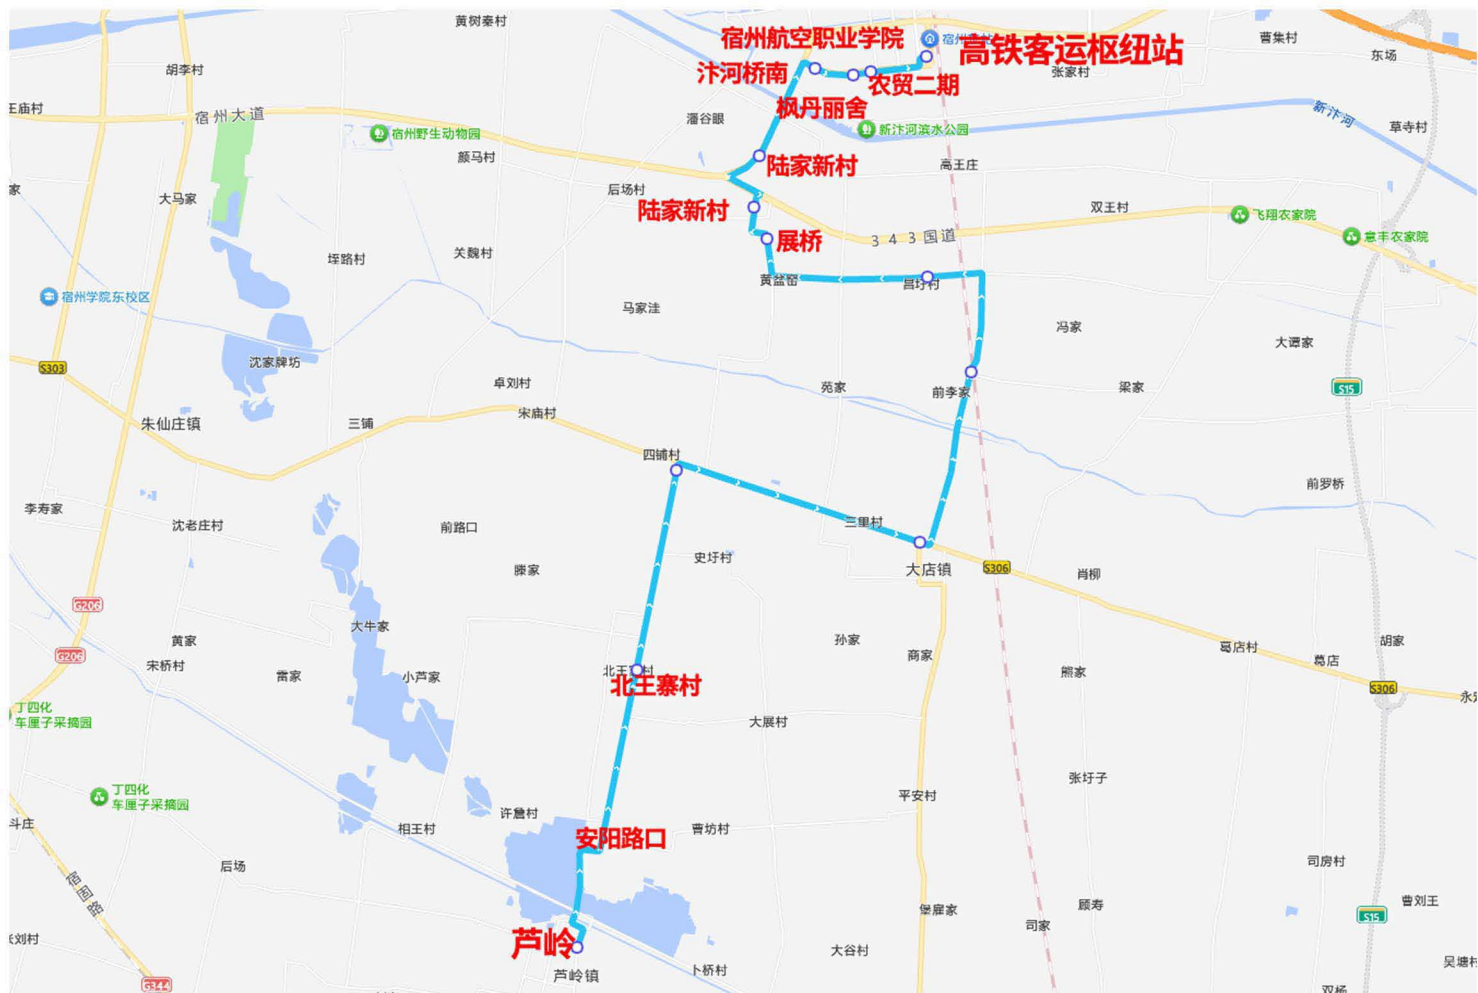 黄树秦村
宿州航空职业学院
高铁客运枢纽站
曹集村
东场
胡李村
汴河桥南
农贸二期
张家村
王庙村
宿州大道
宿州野生动物园
潘谷眼
枫丹丽舍
新汴河滨水公园
新汴河
草寺村
颜马村
陆家新村
高王庄
家
大马家
后场村
陆家新村
双王村
飞翔农家院
343国道
意丰农家院
展桥
垤路村
关魏村
黄盆窑
昌圩村
宿州学院东校区
马家洼
冯家
大谭家
S303
沈家牌坊
卓刘村
苑家
前李家
梁家
S15
朱仙庄镇
三铺
宋庙村
四铺村
前罗桥
李寿家
沈老庄村
前路口
三里村
史圩村
滕家
大店镇
S306
肖柳
G206
大牛家
黄家
孙家
胡家
G206
宋桥村
商家
葛店村
葛店
雷家
小芦家
北王寨村
熊家
S306
丁四化
车厘子采摘园
大展村
张圩子
丁四化
车厘子采摘园
平安村
斗庄
许詹村
相王村
安阳路口
曹坊村
后场
司房村
宿固路
堡雇家
顾寿
曹刘王
S15
司家
芦岭
大谷村
芦岭镇
卜桥村
吴塘村
G344
双杨